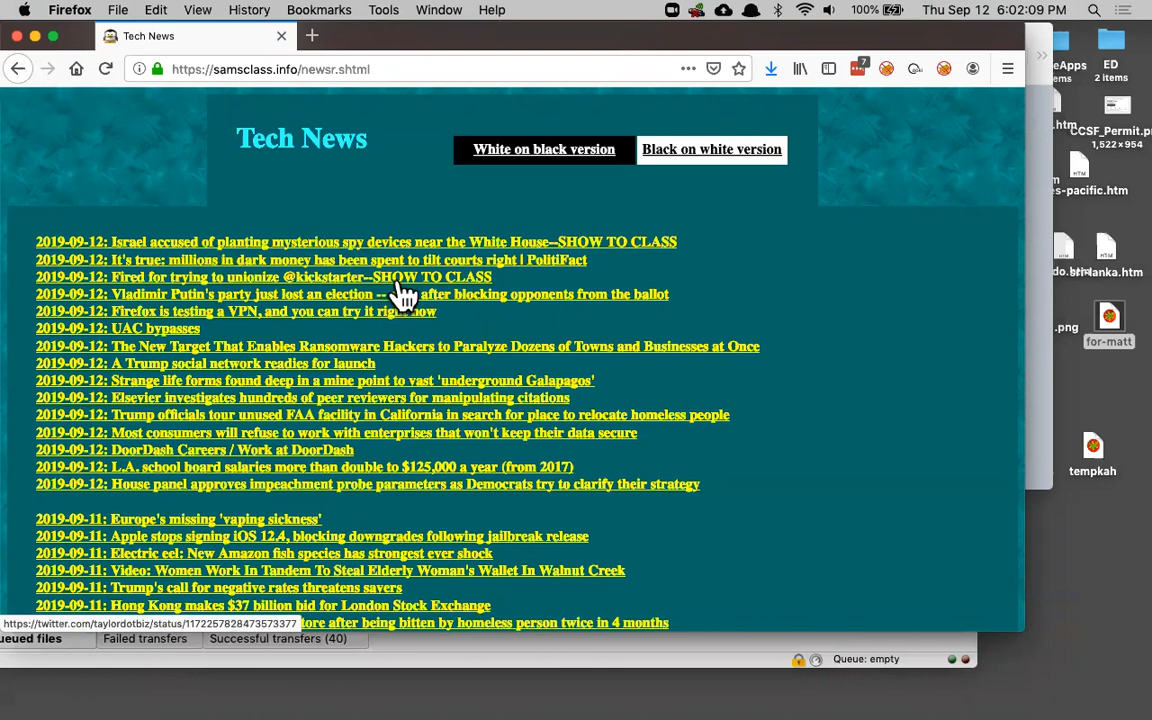 Firefox File Edit View History Bookmarks Tools Window Help 100% Thu Sep 12 6:02:09 PM
Tech News
https://samsclass.info/newsr.shtml 7
Tech News
White on black version Black on white version
2019-09-12: Israel accused of planting mysterious spy devices near the White House--SHOW TO CLASS
2019-09-12: It's true: millions in dark money has been spent to tilt courts right | PolitiFact
2019-09-12: Fired for trying to unionize @kickstarter--SHOW TO CLASS
2019-09-12: Vladimir Putin's party just lost an election -- after blocking opponents from the ballot
2019-09-12: Firefox is testing a VPN, and you can try it right now
2019-09-12: UAC bypasses
2019-09-12: The New Target That Enables Ransomware Hackers to Paralyze Dozens of Towns and Businesses at Once
2019-09-12: A Trump social network readies for launch
2019-09-12: Strange life forms found deep in a mine point to vast 'underground Galapagos'
2019-09-12: Elsevier investigates hundreds of peer reviewers for manipulating citations
2019-09-12: Trump officials tour unused FAA facility in California in search for place to relocate homeless people
2019-09-12: Most consumers will refuse to work with enterprises that won't keep their data secure
2019-09-12: DoorDash Careers / Work at DoorDash
2019-09-12: L.A. school board salaries more than double to $125,000 a year (from 2017)
2019-09-12: House panel approves impeachment probe parameters as Democrats try to clarify their strategy
2019-09-11: Europe's missing 'vaping sickness'
2019-09-11: Apple stops signing iOS 12.4, blocking downgrades following jailbreak release
2019-09-11: Electric eel: New Amazon fish species has strongest ever shock
2019-09-11: Video: Women Work In Tandem To Steal Elderly Woman's Wallet In Walnut Creek
2019-09-11: Trump's call for negative rates threatens savers
2019-09-11: Hong Kong makes $37 billion bid for London Stock Exchange
https://twitter.com/taylordotbiz/status/1172257828473573377 tore after being bitten by homeless person twice in 4 months
ueued files Failed transfers Successful transfers (40)
Queue: empty
eApps
ems
ED
2 items
.htm
CCSF_Permit.p
1,522 × 954
es-pacific.htm
do.htm
srilanka.htm
.png
for-matt
tempkah